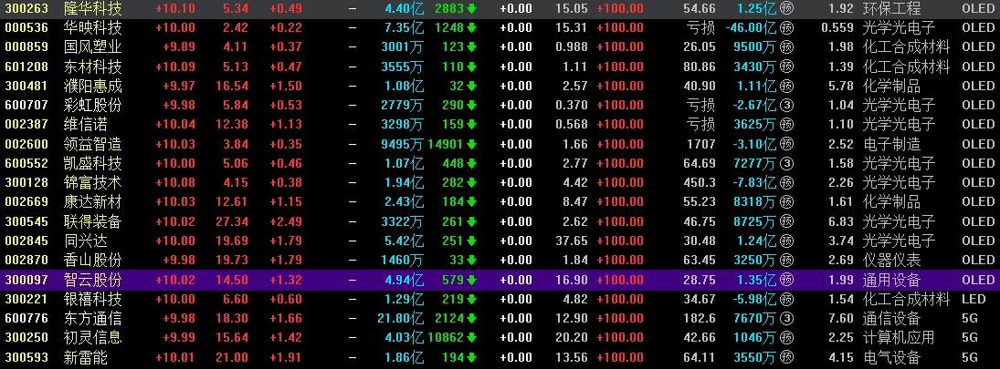 300263 隆华科技 +10.10 5.34 +0.49 — 4.40亿 2883 +0.00 15.05 +100.00 54.66 1.25亿 预 1.92 环保工程 OLED
000536 华映科技 +10.00 2.42 +0.22 — 7.35亿 1248 +0.00 15.31 +100.00 亏损 -46.00亿 预 0.559 光学光电子 OLED
000859 国风塑业 +9.89 4.11 +0.37 — 3001万 123 +0.00 0.988 +100.00 26.05 9500万 预 1.98 化工合成材料 OLED
601208 东材科技 +10.09 5.13 +0.47 — 3555万 110 +0.00 1.11 +100.00 80.86 3430万 预 1.39 化工合成材料 OLED
300481 濮阳惠成 +9.97 16.54 +1.50 — 1.08亿 32 +0.00 2.57 +100.00 40.90 1.11亿 预 5.78 化学制品 OLED
600707 彩虹股份 +9.98 5.84 +0.53 — 2779万 290 +0.00 0.370 +100.00 亏损 -2.67亿 ③ 1.04 光学光电子 OLED
002387 维信诺 +10.04 12.38 +1.13 — 3298万 159 +0.00 0.568 +100.00 亏损 3625万 预 1.10 光学光电子 OLED
002600 领益智造 +10.03 3.84 +0.35 — 9495万 14901 +0.00 1.66 +100.00 1707 -3.10亿 预 2.52 电子制造 OLED
600552 凯盛科技 +10.00 5.06 +0.46 — 1.07亿 448 +0.00 2.77 +100.00 64.69 7277万 ③ 1.58 光学光电子 OLED
300128 锦富技术 +10.08 4.15 +0.38 — 1.94亿 282 +0.00 4.42 +100.00 450.3 -7.83亿 预 2.26 光学光电子 OLED
002669 康达新材 +10.03 12.61 +1.15 — 2.43亿 184 +0.00 8.47 +100.00 55.23 8318万 预 1.61 化学制品 OLED
300545 联得装备 +10.02 27.34 +2.49 — 3322万 261 +0.00 2.62 +100.00 46.75 8725万 预 6.83 光学光电子 OLED
002845 同兴达 +10.00 19.69 +1.79 — 5.42亿 251 +0.00 37.65 +100.00 30.48 1.24亿 预 3.74 光学光电子 OLED
002870 香山股份 +9.98 19.73 +1.79 — 1460万 33 +0.00 1.84 +100.00 63.45 3250万 预 2.69 仪器仪表 OLED
300097 智云股份 +10.02 14.50 +1.32 — 4.94亿 579 +0.00 16.90 +100.00 28.75 1.35亿 预 1.99 通用设备 OLED
300221 银禧科技 +10.00 6.60 +0.60 — 1.29亿 219 +0.00 4.82 +100.00 34.67 -5.98亿 预 1.54 化工合成材料 LED
600776 东方通信 +9.98 18.30 +1.66 — 21.80亿 2124 +0.00 12.90 +100.00 182.6 7670万 ③ 7.60 通信设备 5G
300250 初灵信息 +9.99 15.64 +1.42 — 4.03亿 10862 +0.00 20.20 +100.00 42.66 1046万 预 2.25 计算机应用 5G
300593 新雷能 +10.01 21.00 +1.91 — 1.86亿 194 +0.00 13.56 +100.00 64.11 3550万 预 4.15 电气设备 5G